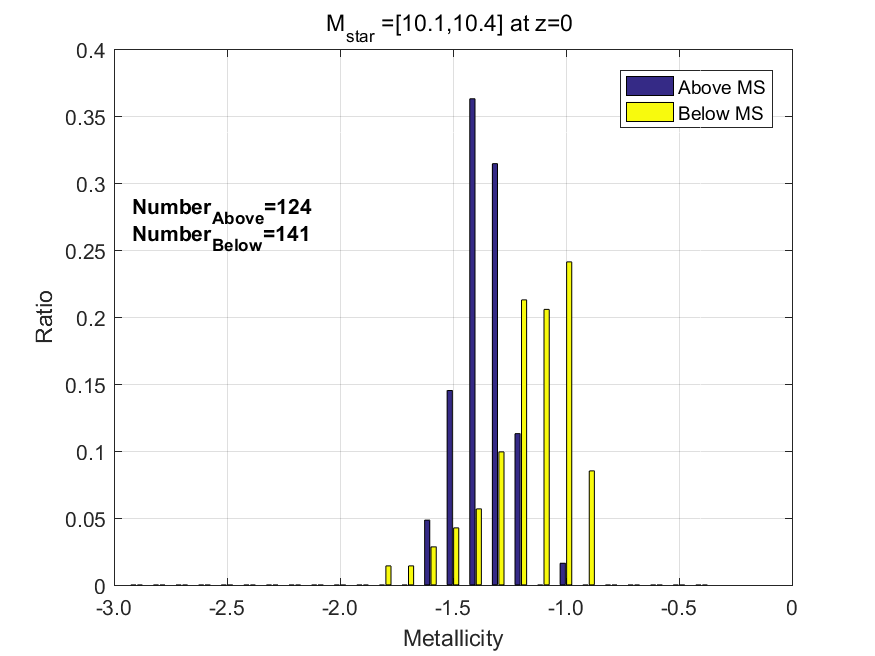 M_star =[10.1,10.4] at z=0
0.4
0.35
0.3
0.25
0.2
0.15
0.1
0.05
0
Ratio
Above MS
Below MS
Number_Above=124
Number_Below=141
-3.0 -2.5 -2.0 -1.5 -1.0 -0.5 0
Metallicity